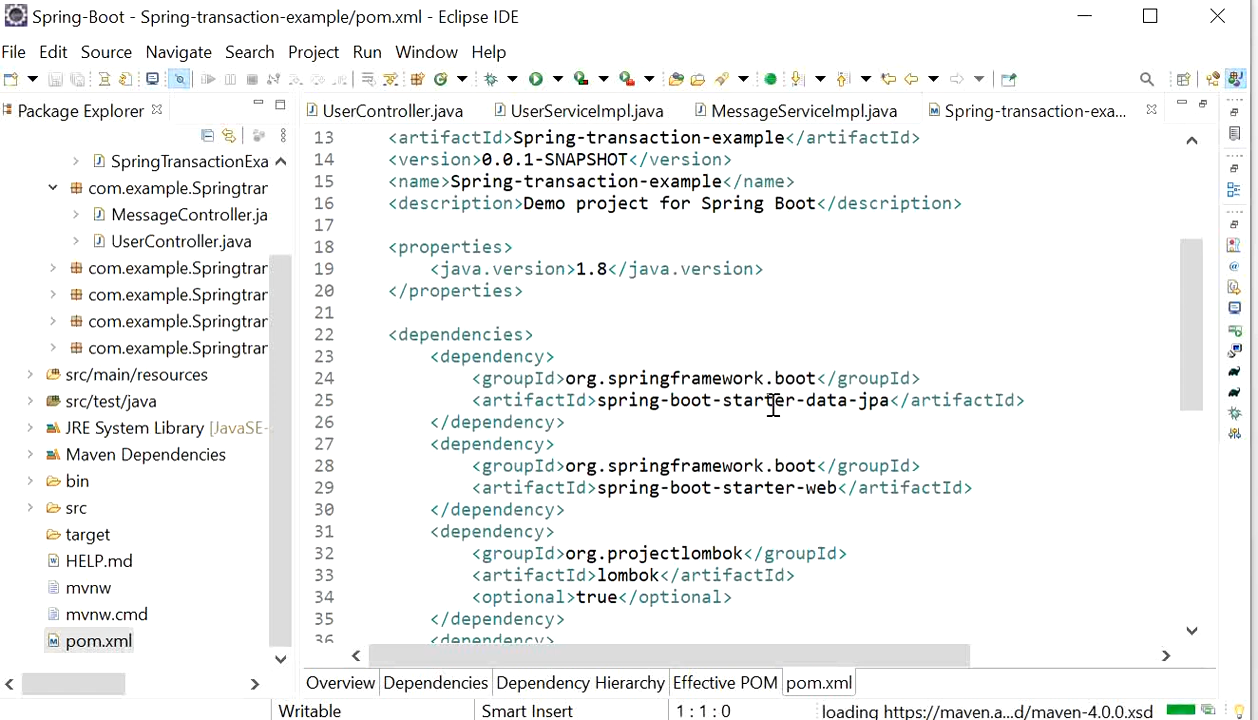 Spring-Boot - Spring-transaction-example/pom.xml - Eclipse IDE
File Edit Source Navigate Search Project Run Window Help
Package Explorer
UserController.java UserServiceImpl.java MessageServiceImpl.java Spring-transaction-exa...
SpringTransactionExa
com.example.Springtrar
MessageController.ja
UserController.java
com.example.Springtrar
com.example.Springtrar
com.example.Springtrar
com.example.Springtrar
src/main/resources
src/test/java
JRE System Library [JavaSE-
Maven Dependencies
bin
src
target
HELP.md
mvnw
mvnw.cmd
pom.xml
13 <artifactId>Spring-transaction-example</artifactId>
14 <version>0.0.1-SNAPSHOT</version>
15 <name>Spring-transaction-example</name>
16 <description>Demo project for Spring Boot</description>
17
18 <properties>
19 <java.version>1.8</java.version>
20 </properties>
21
22 <dependencies>
23 <dependency>
24 <groupId>org.springframework.boot</groupId>
25 <artifactId>spring-boot-starter-data-jpa</artifactId>
26 </dependency>
27 <dependency>
28 <groupId>org.springframework.boot</groupId>
29 <artifactId>spring-boot-starter-web</artifactId>
30 </dependency>
31 <dependency>
32 <groupId>org.projectlombok</groupId>
33 <artifactId>lombok</artifactId>
34 <optional>true</optional>
35 </dependency>
36 <dependency>
Overview Dependencies Dependency Hierarchy Effective POM pom.xml
Writable Smart Insert 1 : 1 : 0 loading https://maven.a...d/maven-4.0.0.xsd